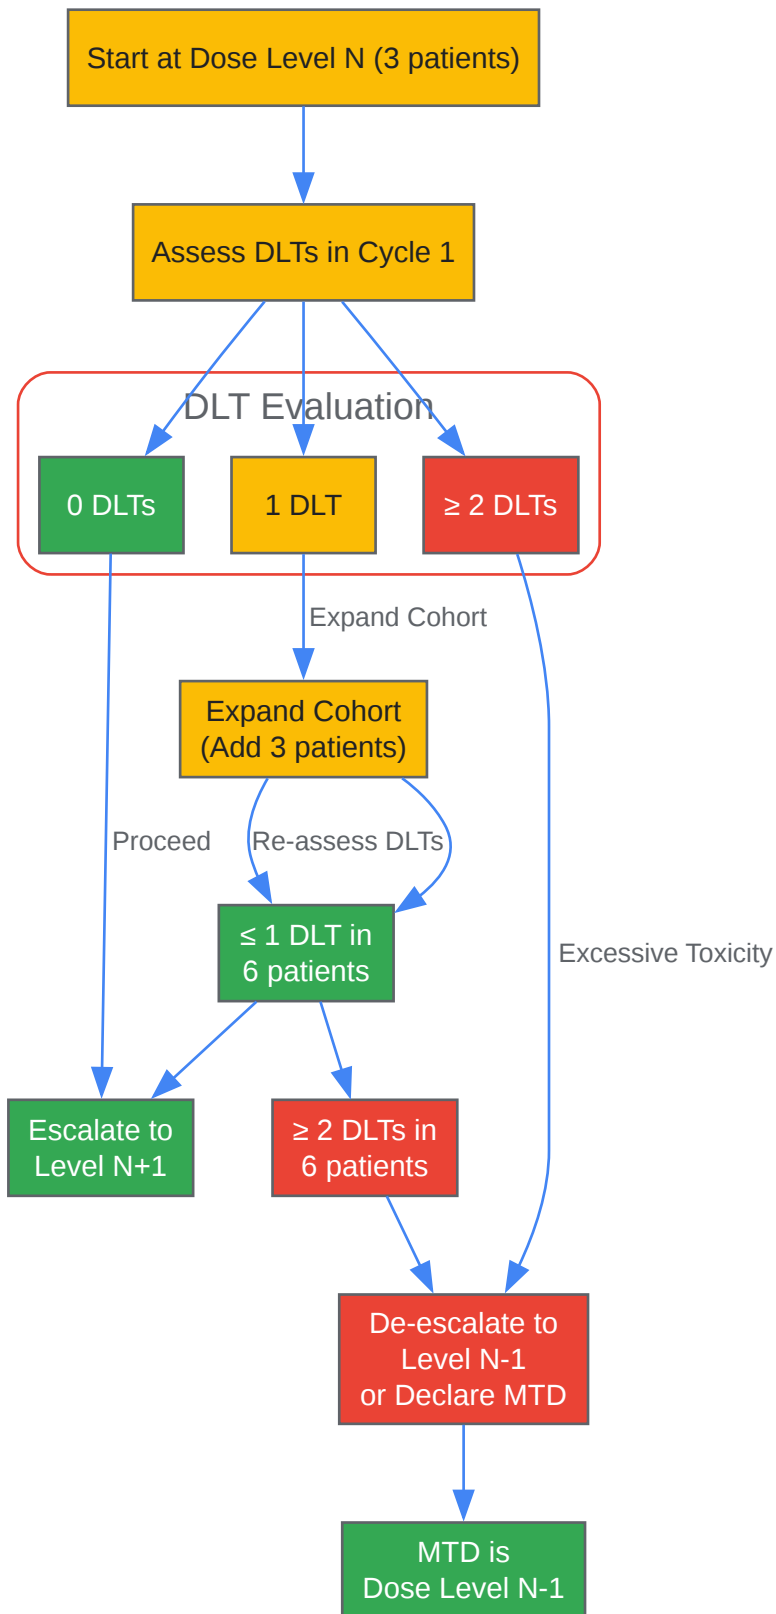 Start at Dose Level N (3 patients)
Assess DLTs in Cycle 1
DLT Evaluation
0 DLTs
1 DLT
≥ 2 DLTs
Expand Cohort
Expand Cohort
(Add 3 patients)
Proceed
Re-assess DLTs
≤ 1 DLT in
6 patients
Excessive Toxicity
Escalate to
Level N+1
≥ 2 DLTs in
6 patients
De-escalate to
Level N-1
or Declare MTD
MTD is
Dose Level N-1